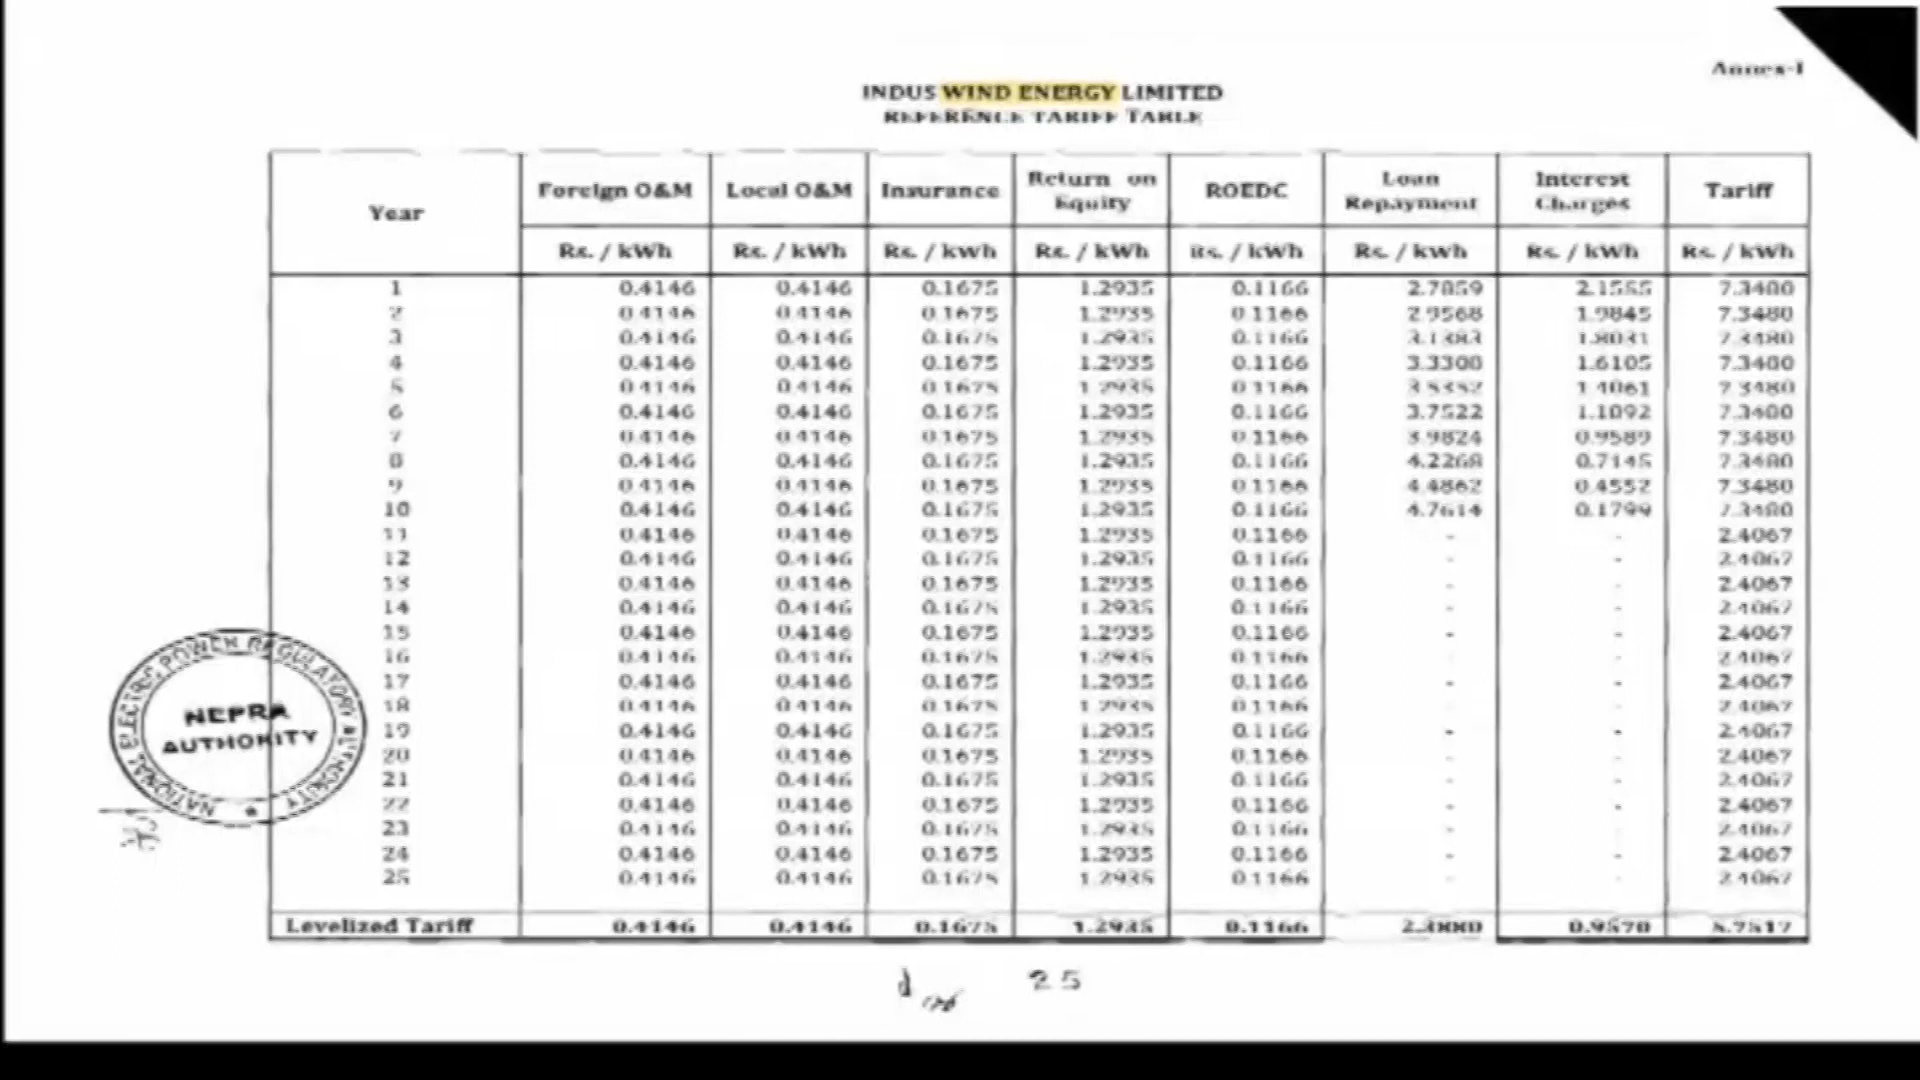 Annex-I
INDUS WIND ENERGY LIMITED
REFERENCE TARIFF TABLE
Year Foreign O&M Local O&M Insurance Return on Equity ROEDC Loan Repayment Interest Charges Tariff
Rs. / kWh Rs. / kWh Rs. / kWh Rs. / kWh Rs. / kWh Rs. / kWh Rs. / kWh Rs. / kWh
1 0.4146 0.4146 0.1675 1.2935 0.1166 2.7859 2.1555 7.3480
2 0.4146 0.4146 0.1675 1.2935 0.1166 2.9568 1.9845 7.3480
3 0.4146 0.4146 0.1675 1.2935 0.1166 3.1383 1.8031 7.3480
4 0.4146 0.4146 0.1675 1.2935 0.1166 3.3308 1.6105 7.3480
5 0.4146 0.4146 0.1675 1.2935 0.1166 3.5352 1.4061 7.3480
6 0.4146 0.4146 0.1675 1.2935 0.1166 3.7522 1.1892 7.3480
7 0.4146 0.4146 0.1675 1.2935 0.1166 3.9824 0.9589 7.3480
8 0.4146 0.4146 0.1675 1.2935 0.1166 4.2268 0.7145 7.3480
9 0.4146 0.4146 0.1675 1.2935 0.1166 4.4862 0.4552 7.3480
10 0.4146 0.4146 0.1675 1.2935 0.1166 4.7614 0.1799 7.3480
11 0.4146 0.4146 0.1675 1.2935 0.1166 - - 2.4067
12 0.4146 0.4146 0.1675 1.2935 0.1166 - - 2.4067
13 0.4146 0.4146 0.1675 1.2935 0.1166 - - 2.4067
14 0.4146 0.4146 0.1675 1.2935 0.1166 - - 2.4067
15 0.4146 0.4146 0.1675 1.2935 0.1166 - - 2.4067
16 0.4146 0.4146 0.1675 1.2935 0.1166 - - 2.4067
17 0.4146 0.4146 0.1675 1.2935 0.1166 - - 2.4067
18 0.4146 0.4146 0.1675 1.2935 0.1166 - - 2.4067
19 0.4146 0.4146 0.1675 1.2935 0.1166 - - 2.4067
20 0.4146 0.4146 0.1675 1.2935 0.1166 - - 2.4067
21 0.4146 0.4146 0.1675 1.2935 0.1166 - - 2.4067
22 0.4146 0.4146 0.1675 1.2935 0.1166 - - 2.4067
23 0.4146 0.4146 0.1675 1.2935 0.1166 - - 2.4067
24 0.4146 0.4146 0.1675 1.2935 0.1166 - - 2.4067
25 0.4146 0.4146 0.1675 1.2935 0.1166 - - 2.4067
Levelized Tariff 0.4146 0.4146 0.1675 1.2935 0.1166 2.3880 0.9570 5.7517
NATIONAL ELECTRIC POWER REGULATORY AUTHORITY
NEPRA
AUTHORITY
25